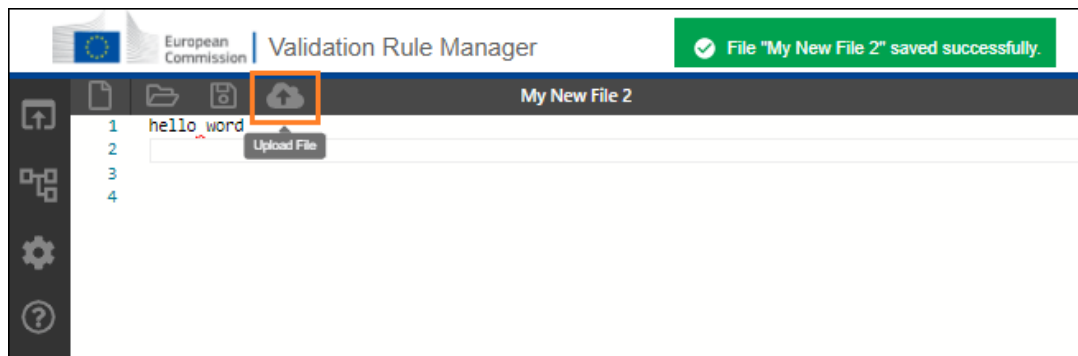 European
Commission
Validation Rule Manager
File "My New File 2" saved successfully.
My New File 2
1 hello word
Upload File
2
3
4